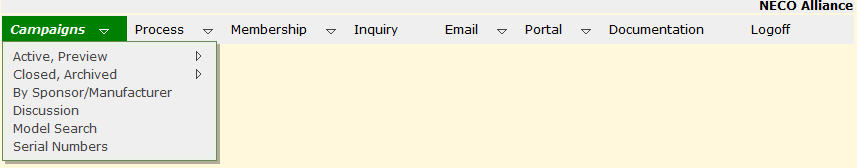 NECO Alliance
Campaigns Process Membership Inquiry Email Portal Documentation Logoff
Active, Preview
Closed, Archived
By Sponsor/Manufacturer
Discussion
Model Search
Serial Numbers